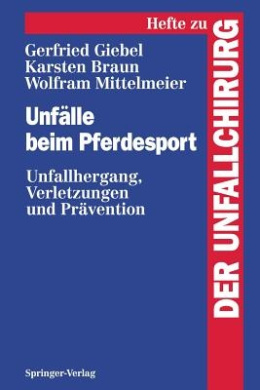 Hefte zu
DER UNFALLCHIRURG
Gerfried Giebel
Karsten Braun
Wolfram Mittelmeier
Unfälle
beim Pferdesport
Unfallhergang,
Verletzungen
und Prävention
Springer-Verlag